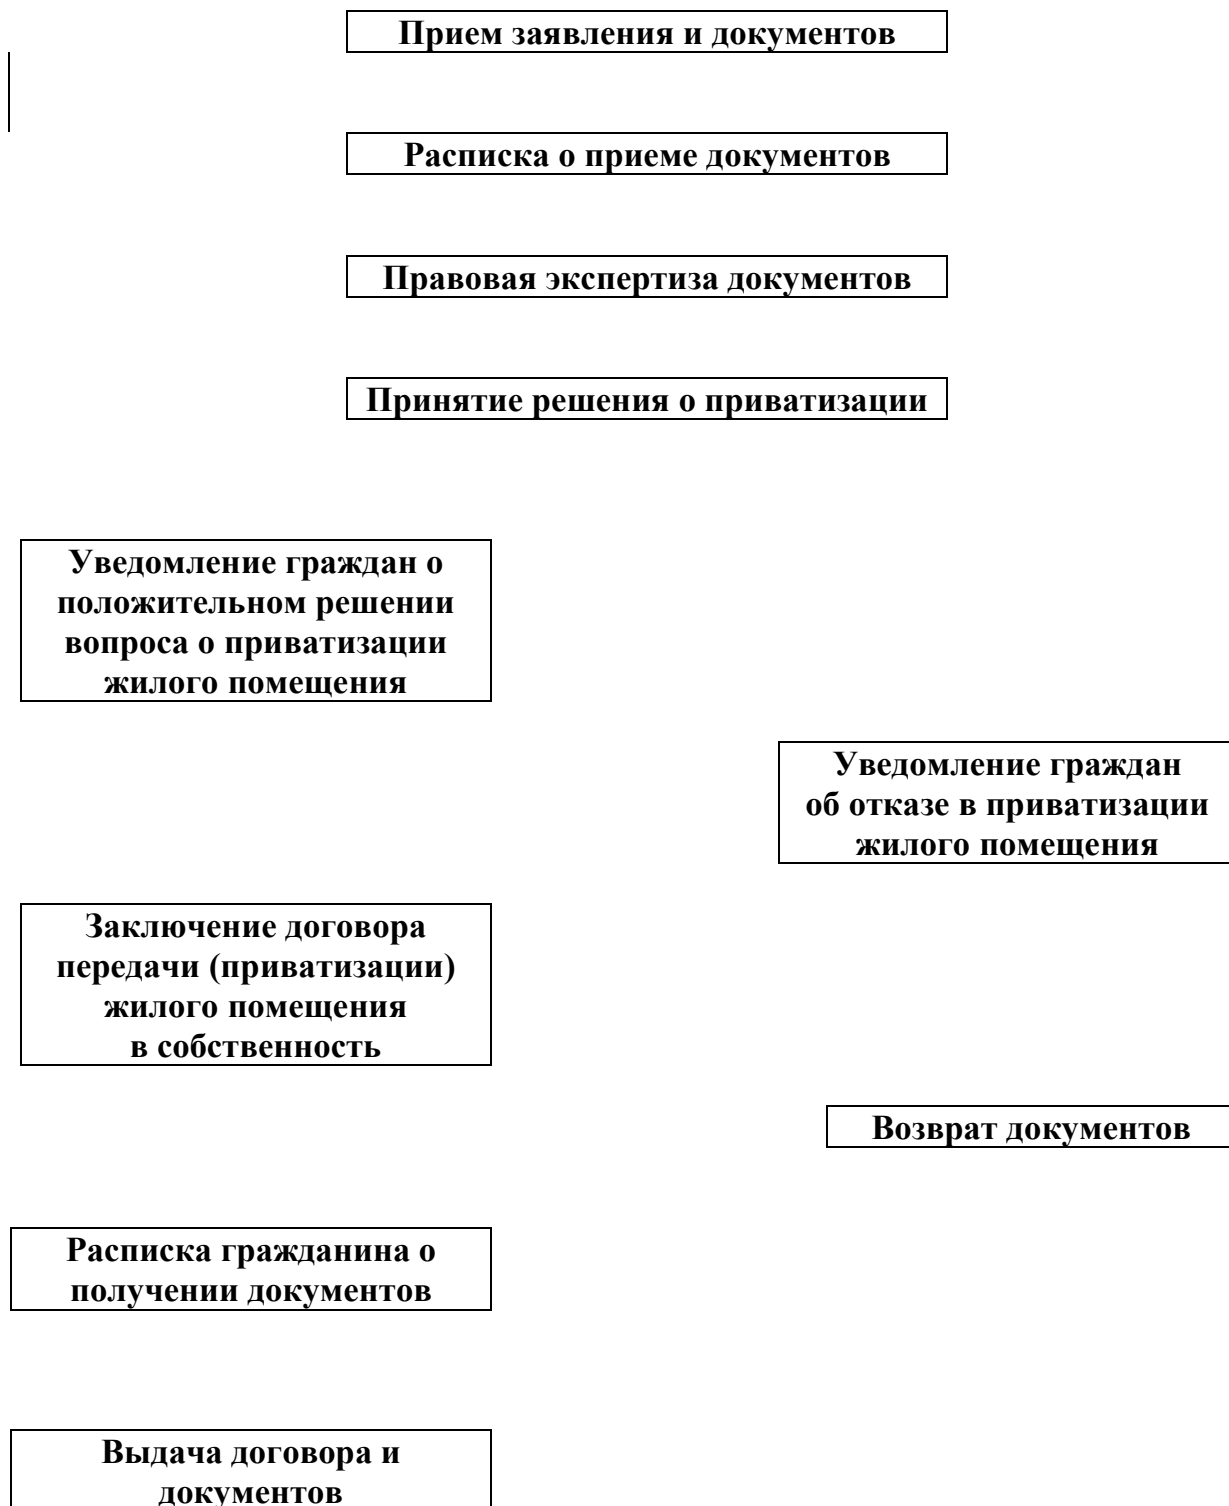 Прием заявления и документов
Расписка о приеме документов
Правовая экспертиза документов
Принятие решения о приватизации
Уведомление граждан о
положительном решении
вопроса о приватизации
жилого помещения
Уведомление граждан
об отказе в приватизации
жилого помещения
Заключение договора
передачи (приватизации)
жилого помещения
в собственность
Возврат документов
Расписка гражданина о
получении документов
Выдача договора и
документов